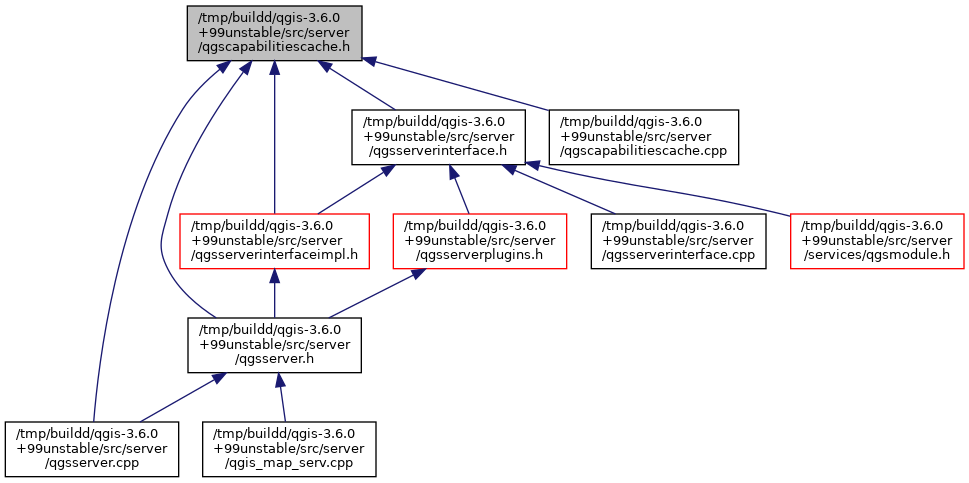 /tmp/buildd/qgis-3.6.0
+99unstable/src/server
/qgscapabilitiescache.h
/tmp/buildd/qgis-3.6.0
+99unstable/src/server
/qgsserverinterface.h
/tmp/buildd/qgis-3.6.0
+99unstable/src/server
/qgscapabilitiescache.cpp
/tmp/buildd/qgis-3.6.0
+99unstable/src/server
/qgsserverinterfaceimpl.h
/tmp/buildd/qgis-3.6.0
+99unstable/src/server
/qgsserverplugins.h
/tmp/buildd/qgis-3.6.0
+99unstable/src/server
/qgsserverinterface.cpp
/tmp/buildd/qgis-3.6.0
+99unstable/src/server
/services/qgsmodule.h
/tmp/buildd/qgis-3.6.0
+99unstable/src/server
/qgsserver.h
/tmp/buildd/qgis-3.6.0
+99unstable/src/server
/qgsserver.cpp
/tmp/buildd/qgis-3.6.0
+99unstable/src/server
/qgis_map_serv.cpp